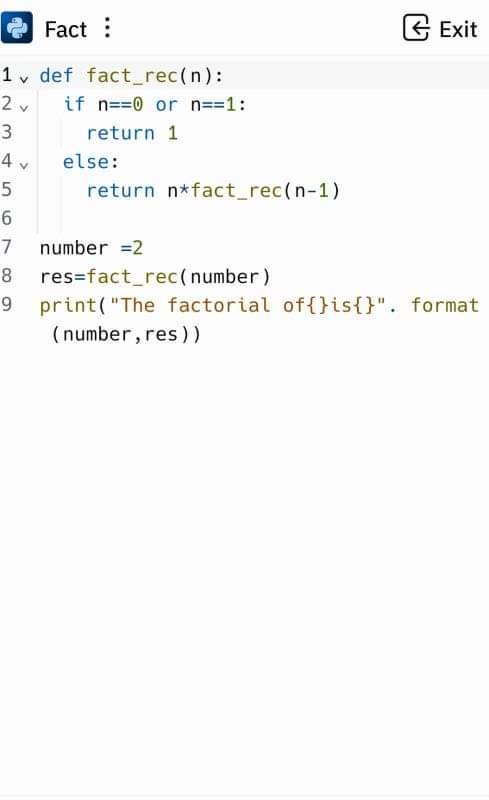 Fact
Exit
1 def fact_rec(n):
2 if n==0 or n==1:
3 return 1
4 else:
5 return n*fact_rec(n-1)
6
7 number =2
8 res=fact_rec(number)
9 print("The factorial of{}is{}". format
(number,res))